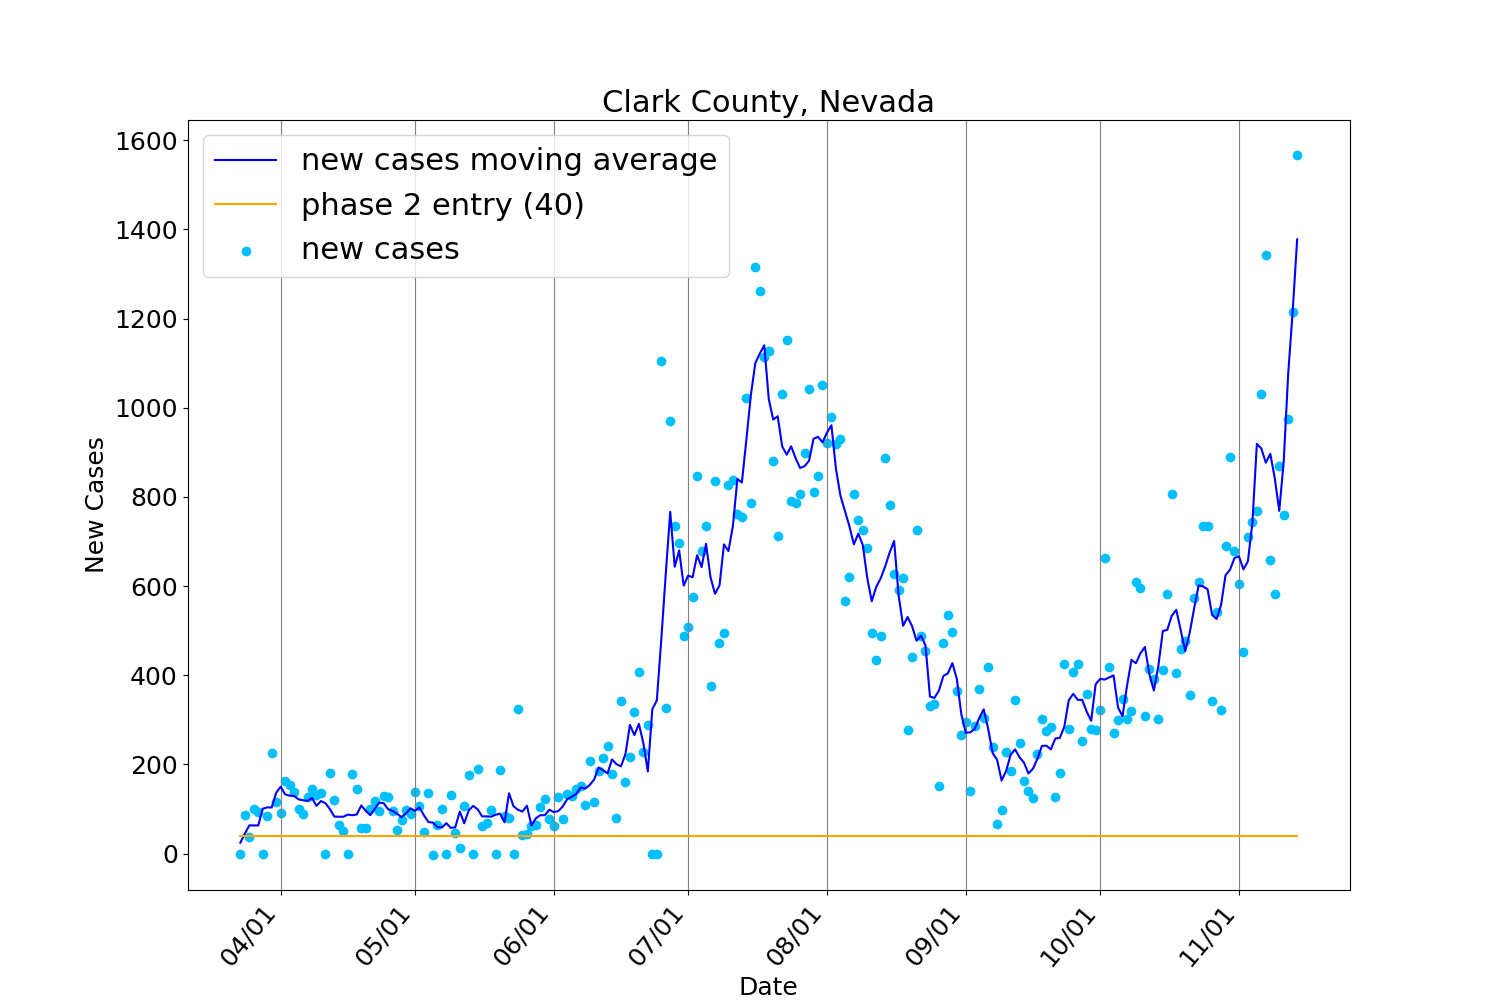 Clark County, Nevada
new cases moving average
phase 2 entry (40)
new cases
1600
1400
1200
1000
800
600
400
200
0
New Cases
04/01
05/01
06/01
07/01
08/01
09/01
10/01
11/01
Date